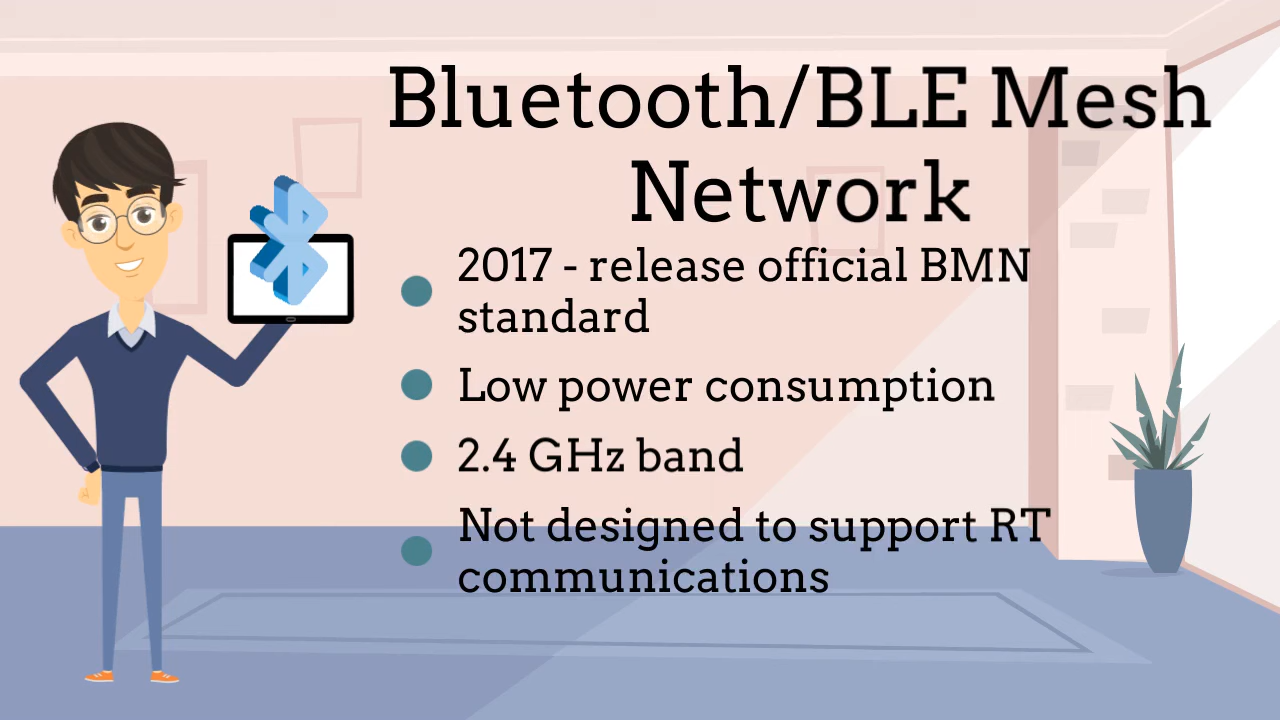 Bluetooth/BLE Mesh
Network
2017 - release official BMN
standard
Low power consumption
2.4 GHz band
Not designed to support RT
communications